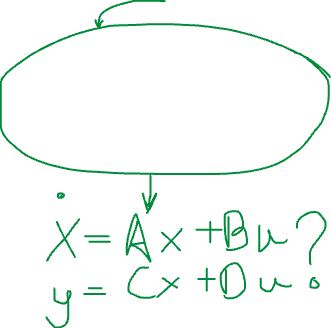 Ẋ = Ax + Bu ?
y = Cx + Du